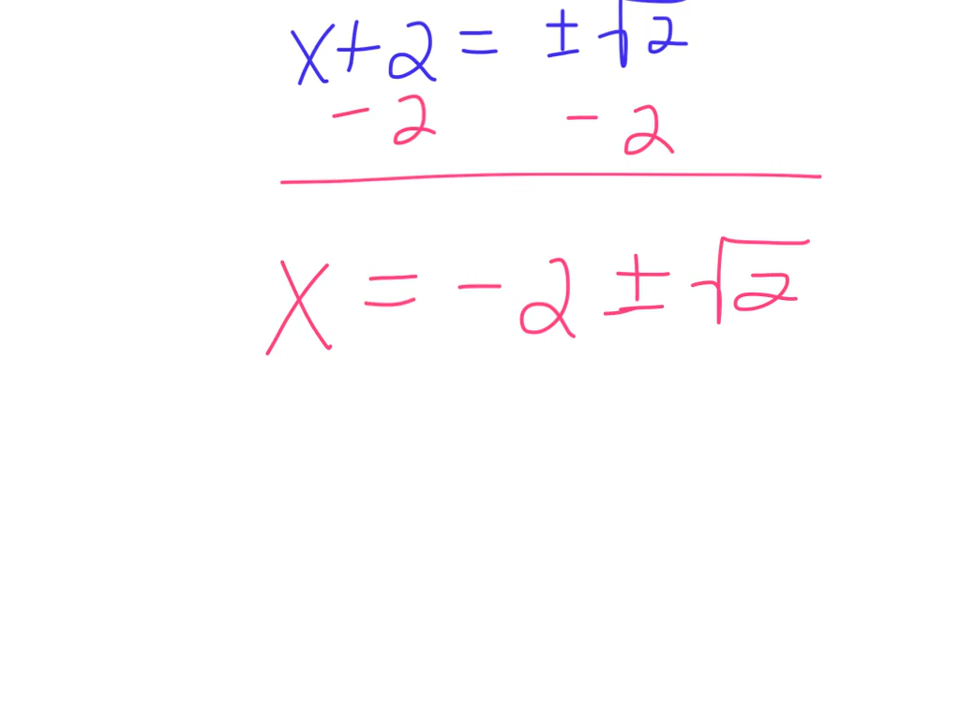 x+2 = ±√2
- 2 - 2
x = -2 ± √2